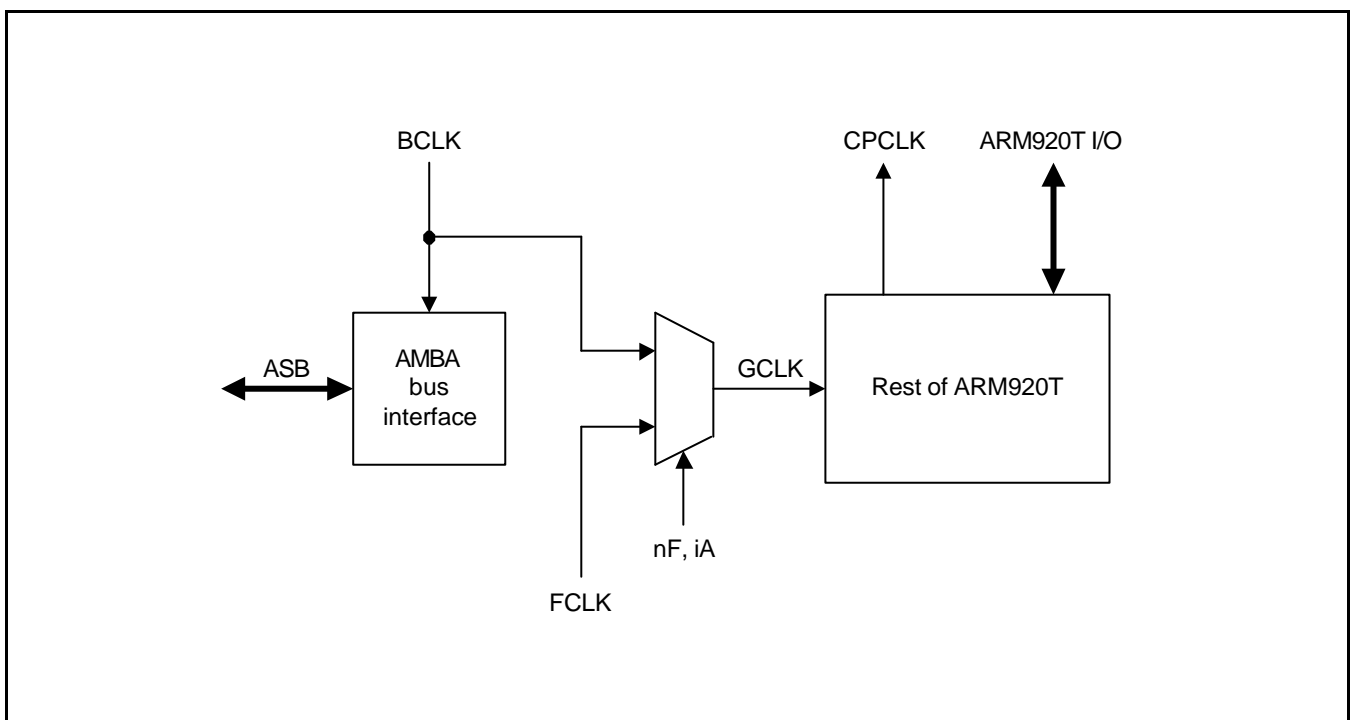 BCLK
CPCLK
ARM920T I/O
ASB
AMBA
bus
interface
GCLK
Rest of ARM920T
nF, iA
FCLK